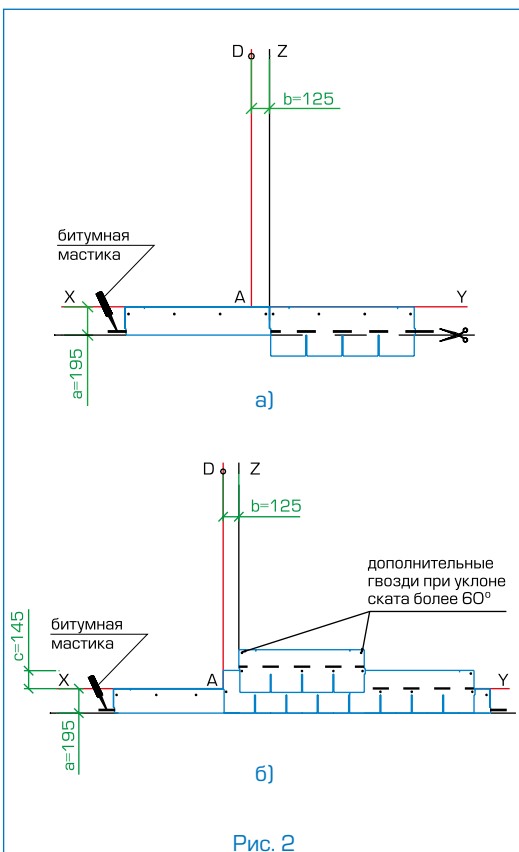 D Z
b=125
битумная
мастика
X A Y
a=195
а)
D Z
b=125
дополнительные
гвозди при уклоне
ската более 60°
c=145
битумная
мастика
X A Y
a=195
б)
Рис. 2